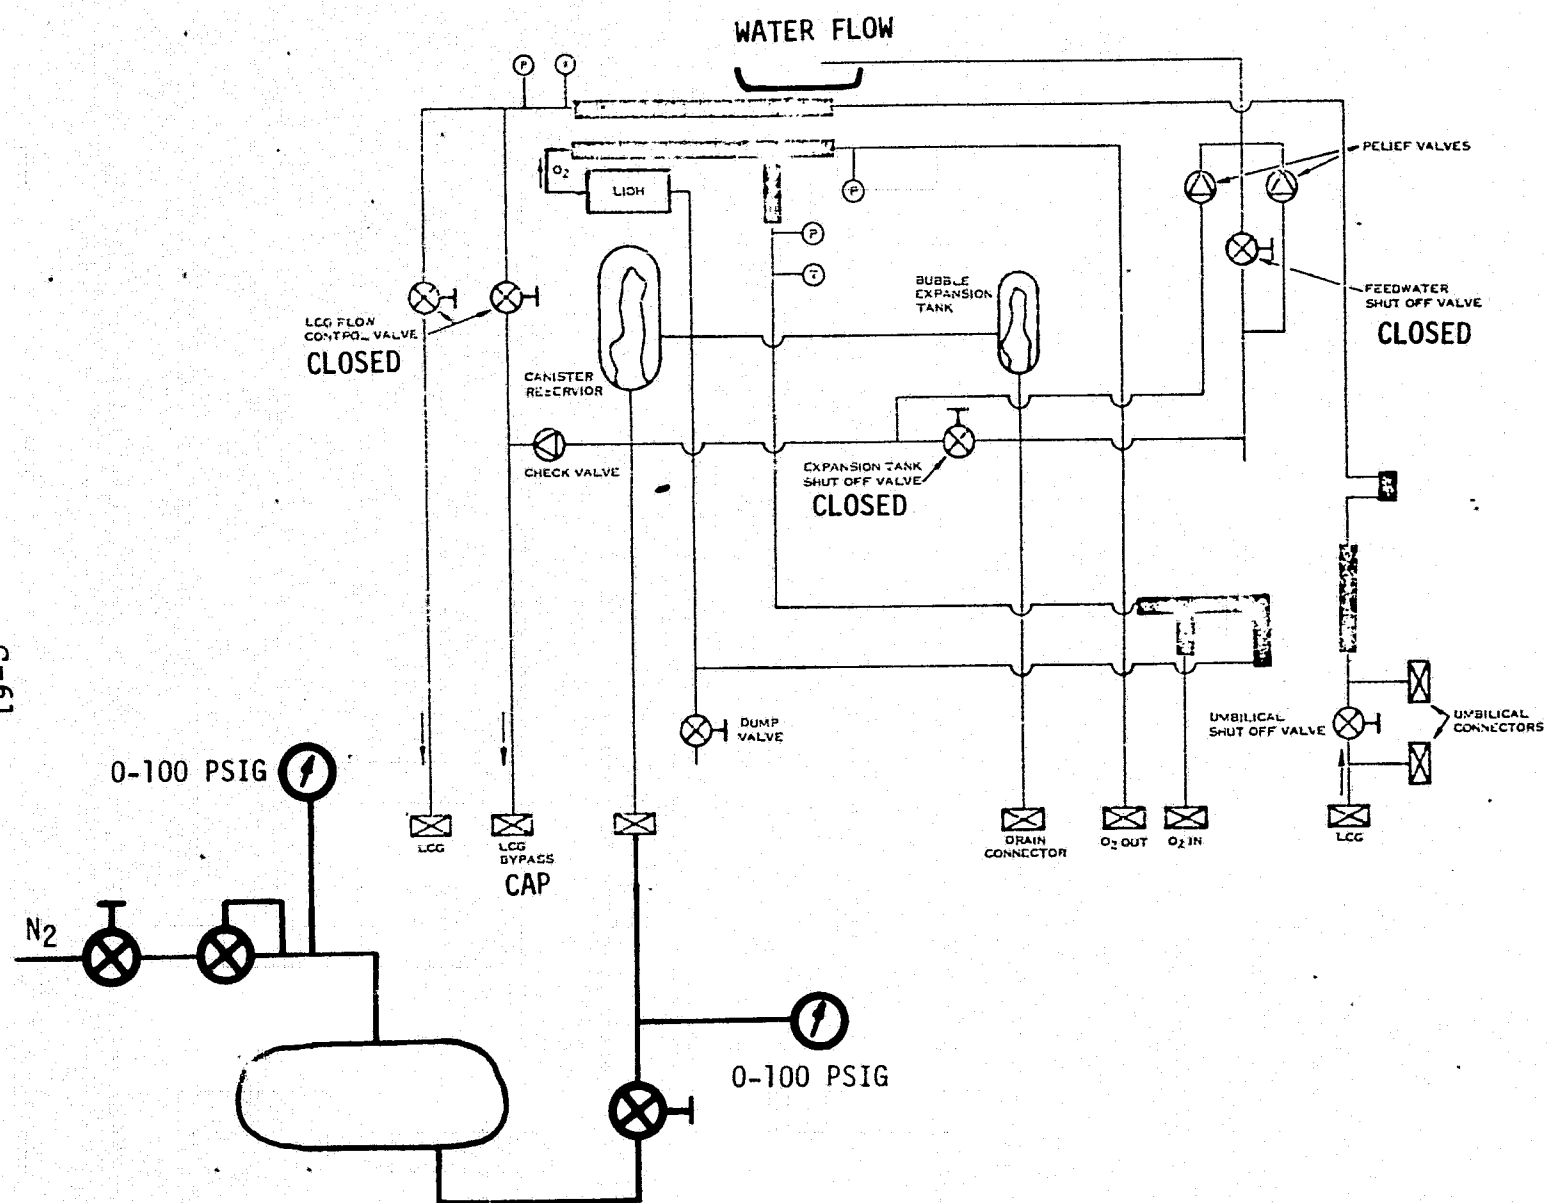 WATER FLOW
P
O2
LIOH
P
PELIEF VALVES
P
BUBBLE
EXPANSION
TANK
FEEDWATER
SHUT OFF VALVE
CLOSED
LCG FLOW
CONTROL VALVE
CLOSED
CANISTER
RESERVIOR
CHECK VALVE
EXPANSION TANK
SHUT OFF VALVE
CLOSED
DUMP
VALVE
UMBILICAL
SHUT OFF VALVE
UMBILICAL
CONNECTORS
0-100 PSIG
LCG
LCG
BYPASS
CAP
DRAIN
CONNECTOR
O2 OUT
O2 IN
LCG
N2
0-100 PSIG